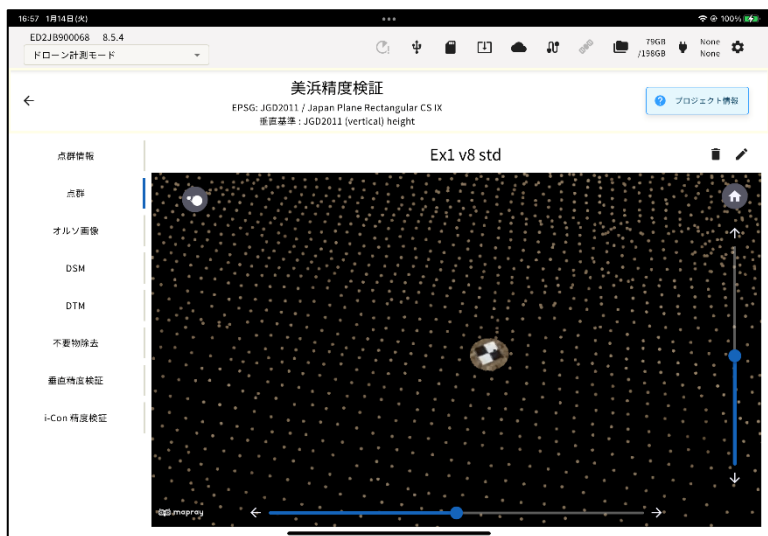 16:57 1月14日(火)
100%
ED2JB900068 8.5.4
ドローン計測モード
79GB
/198GB
None
None
美浜精度検証
EPSG: JGD2011 / Japan Plane Rectangular CS IX
垂直基準 : JGD2011 (vertical) height
プロジェクト情報
点群情報
Ex1 v8 std
点群
オルソ画像
DSM
DTM
不要物除去
垂直精度検証
i-Con 精度検証
mapray